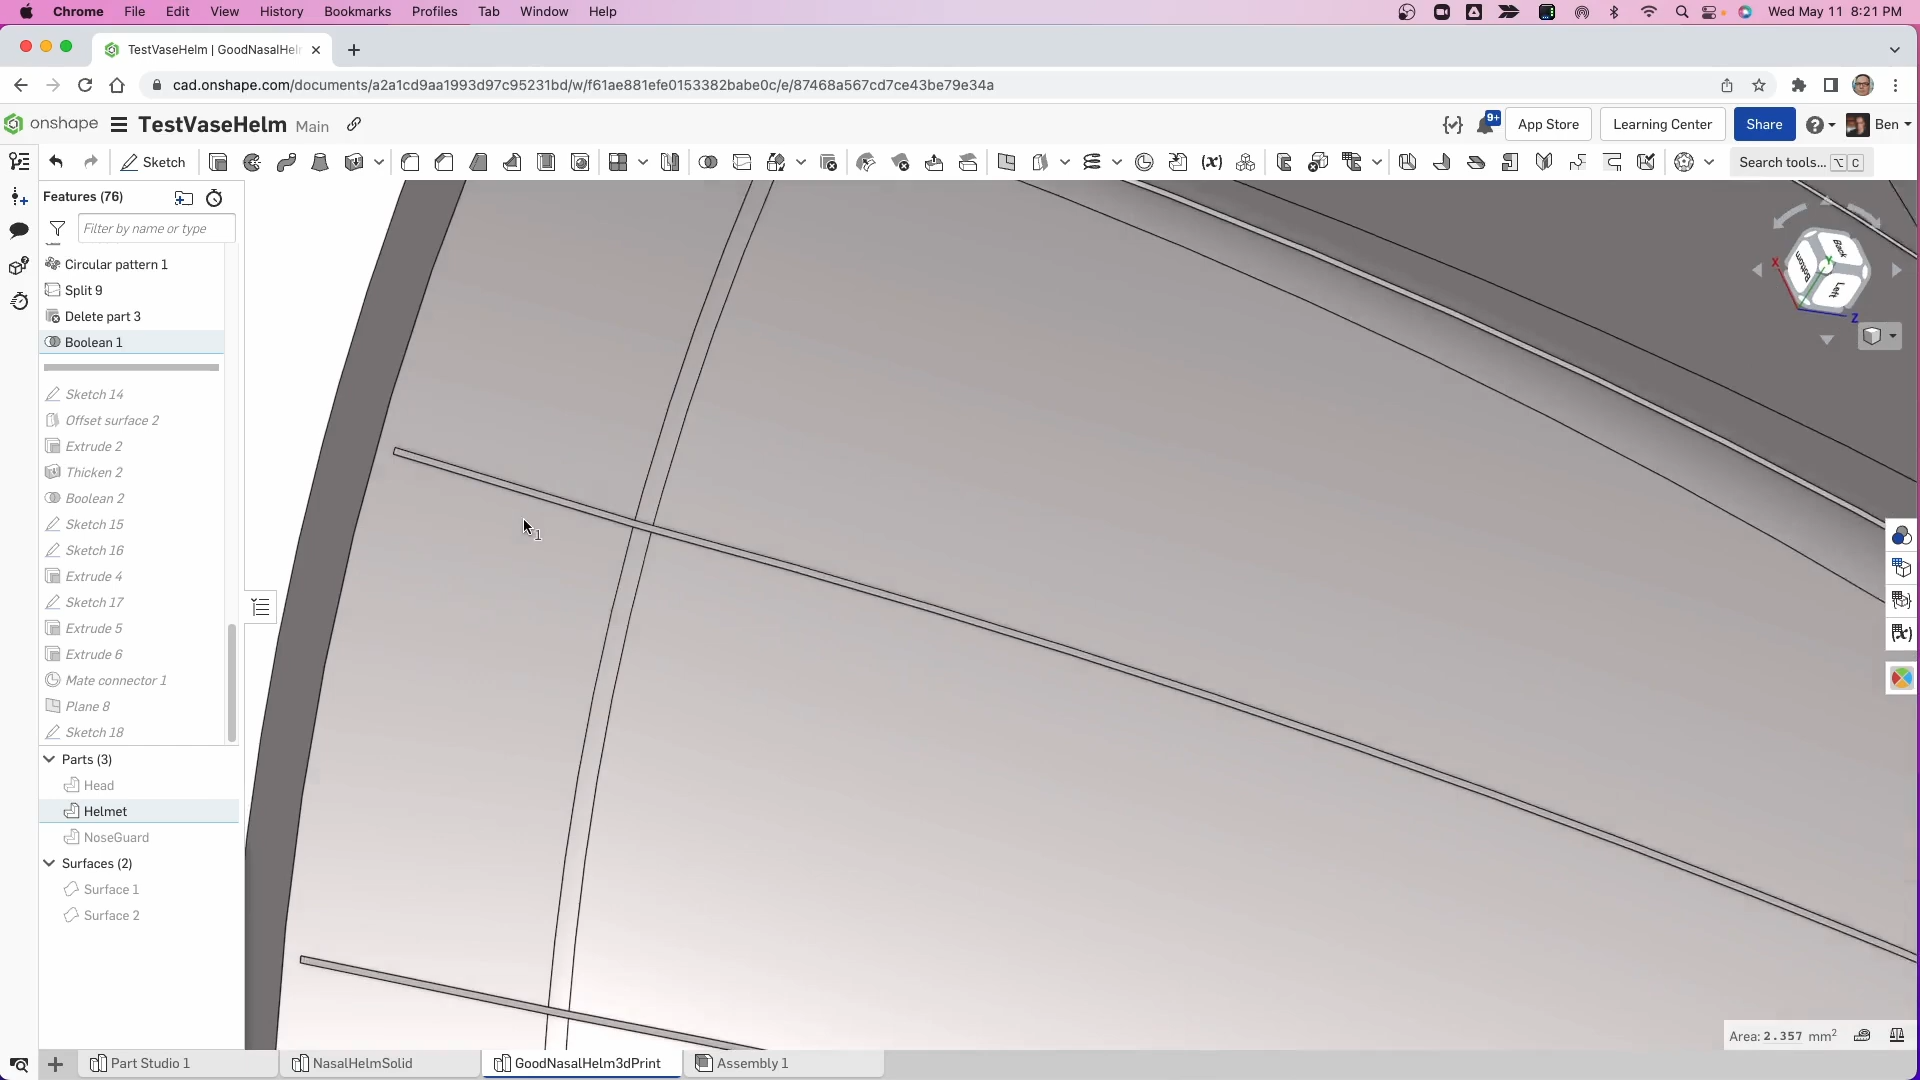 Chrome File Edit View History Bookmarks Profiles Tab Window Help Wed May 11 8:21 PM
TestVaseHelm | GoodNasalHel
cad.onshape.com/documents/a2a1cd9aa1993d97c95231bd/w/f61ae881efe0153382babe0c/e/87468a567cd7ce43be79e34a
onshape TestVaseHelm Main 9+ App Store Learning Center Share Ben
Sketch Search tools... ⌥ C
Features (76)
Filter by name or type
Circular pattern 1
Split 9
Delete part 3
Boolean 1
Sketch 14
Offset surface 2
Extrude 2
Thicken 2
Boolean 2
Sketch 15
Sketch 16
Extrude 4
Sketch 17
Extrude 5
Extrude 6
Mate connector 1
Plane 8
Sketch 18
Parts (3)
Head
Helmet
NoseGuard
Surfaces (2)
Surface 1
Surface 2
Back
Bottom
Left
X
Y
Z
1
Area: 2.357 mm²
Part Studio 1 NasalHelmSolid GoodNasalHelm3dPrint Assembly 1